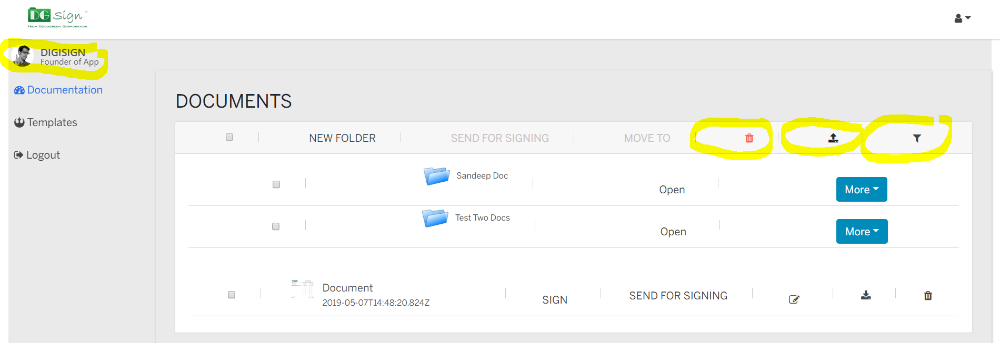 DG Sign ™
FROM DOCUGREEN CORPORATION
DIGISIGN
Founder of App
Documentation
Templates
Logout
DOCUMENTS
NEW FOLDER SEND FOR SIGNING MOVE TO
Sandeep Doc Open More
Test Two Docs Open More
Document
2019-05-07T14:48:20.824Z
SIGN SEND FOR SIGNING